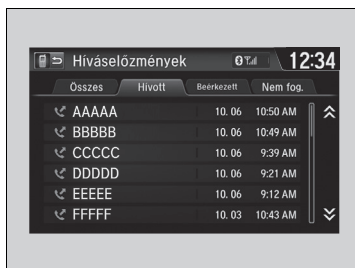 Híváselőzmények 12:34
Összes Hívott Beérkezett Nem fog.
AAAAA 10. 06 10:50 AM
BBBBB 10. 06 10:49 AM
CCCCC 10. 06 9:39 AM
DDDDD 10. 06 9:21 AM
EEEEE 10. 06 9:12 AM
FFFFF 10. 03 10:43 AM